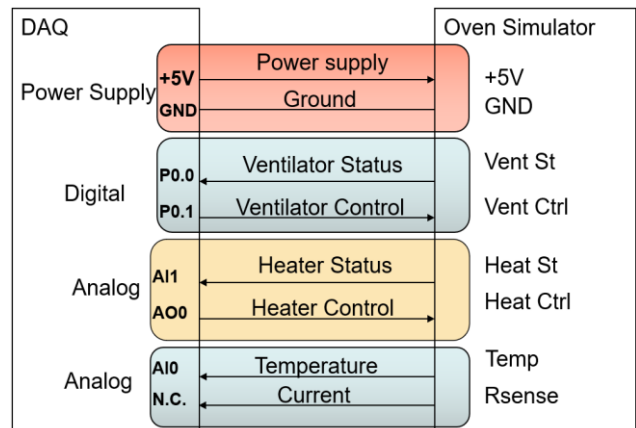 DAQ
Oven Simulator
Power Supply
+5V
Power supply
+5V
GND
Ground
GND
Digital
P0.0
Ventilator Status
Vent St
P0.1
Ventilator Control
Vent Ctrl
Analog
AI1
Heater Status
Heat St
AO0
Heater Control
Heat Ctrl
Analog
AI0
Temperature
Temp
N.C.
Current
Rsense